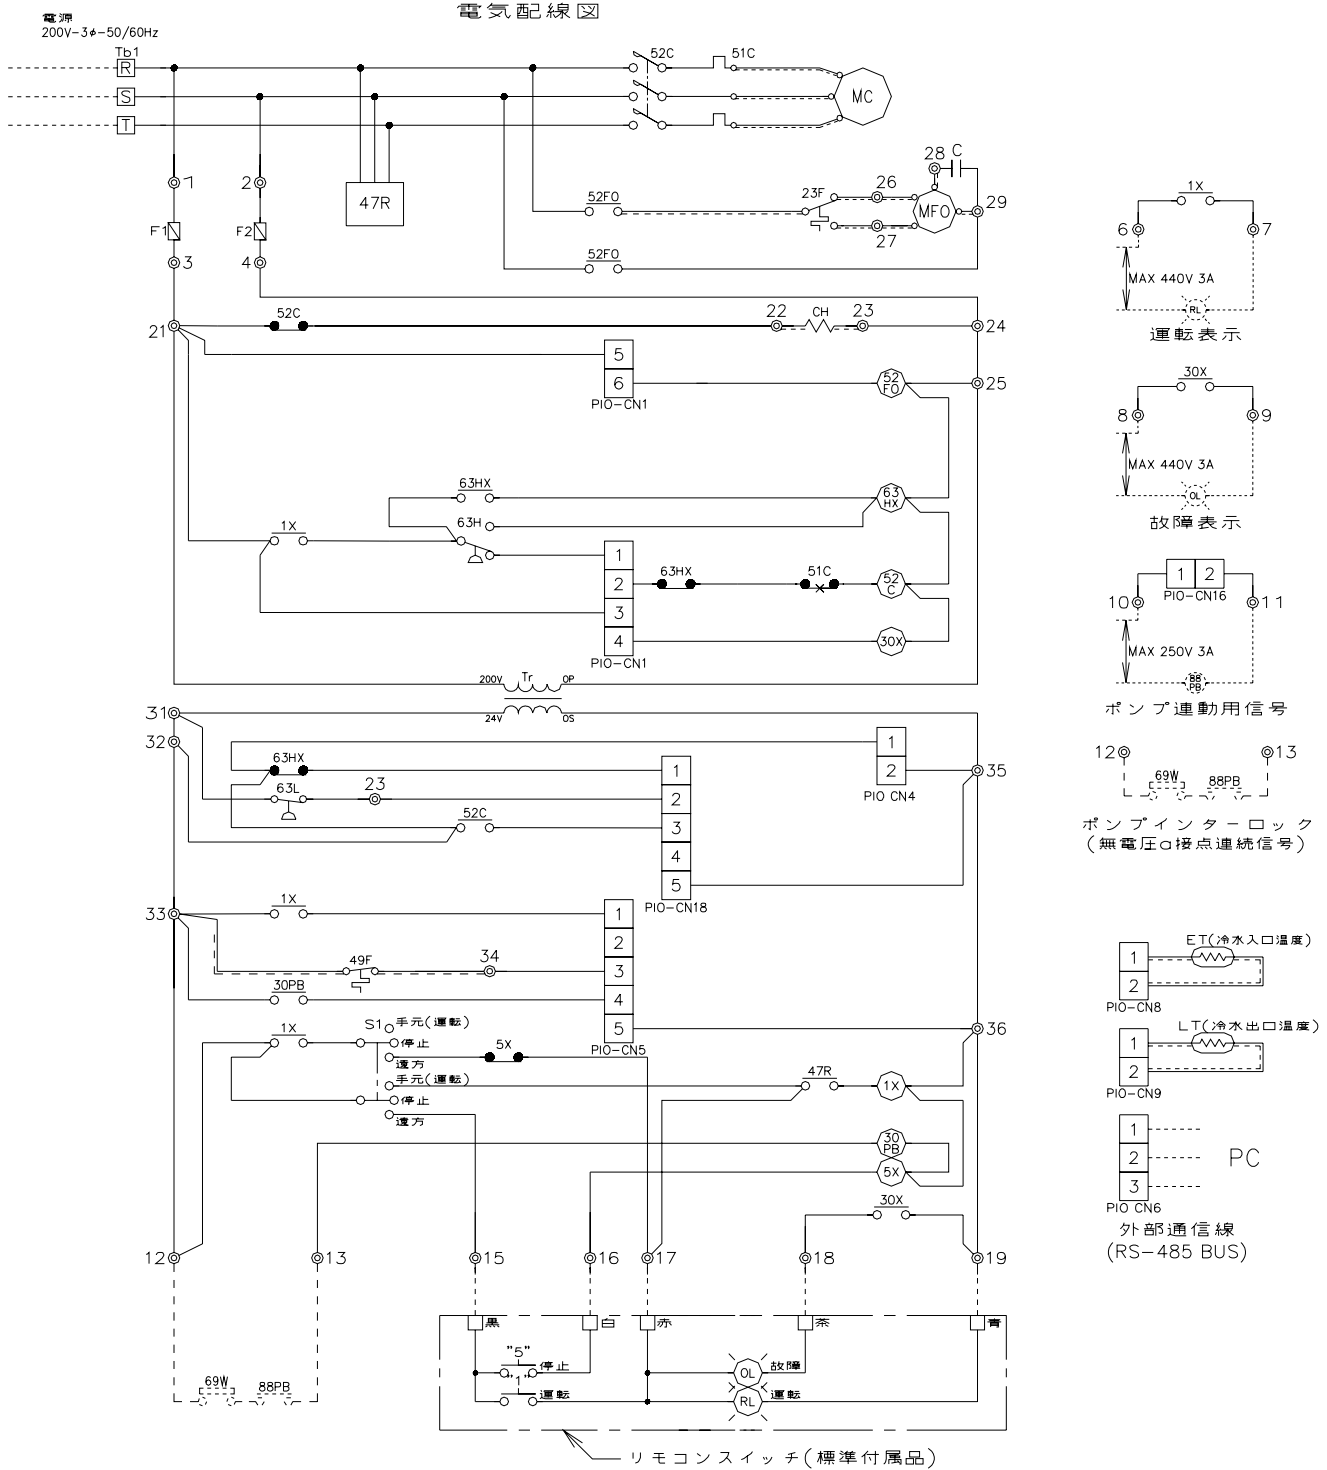 電気配線図
電源
200V-3φ-50/60Hz
Tb1
R
S
T
52C
51C
MC
1
2
47R
F1
F2
3
4
52FO
52FO
23F
26
27
28
C
MFO
29
21
52C
22
CH
23
24
5
6
PIO-CN1
52
FO
25
63HX
63
HX
63H
1X
1
2
3
4
PIO-CN1
63HX
51C
52
C
30X
200V
Tr
0P
24V
0S
31
32
63HX
63L
23
52C
1
2
3
4
5
PIO-CN18
1
2
PIO CN4
35
33
1X
49F
34
30PB
1
2
3
4
5
PIO-CN5
36
1X
S1
手元(運転)
停止
遠方
手元(運転)
停止
遠方
5X
47R
1X
30
PB
5X
30X
12
13
15
16
17
18
19
黒
白
赤
茶
青
"5"
停止
"1"
運転
OL
故障
RL
運転
69W
88PB
リモコンスイッチ(標準付属品)
1X
6
7
MAX 440V 3A
RL
運転表示
30X
8
9
MAX 440V 3A
OL
故障表示
1 2
PIO-CN16
10
11
MAX 250V 3A
88
PB
ポンプ連動用信号
12
13
69W
88PB
ポンプインターロック
(無電圧a接点連続信号)
ET(冷水入口温度)
1
2
PIO-CN8
LT(冷水出口温度)
1
2
PIO-CN9
1
2
3
PC
PIO CN6
外部通信線
(RS-485 BUS)